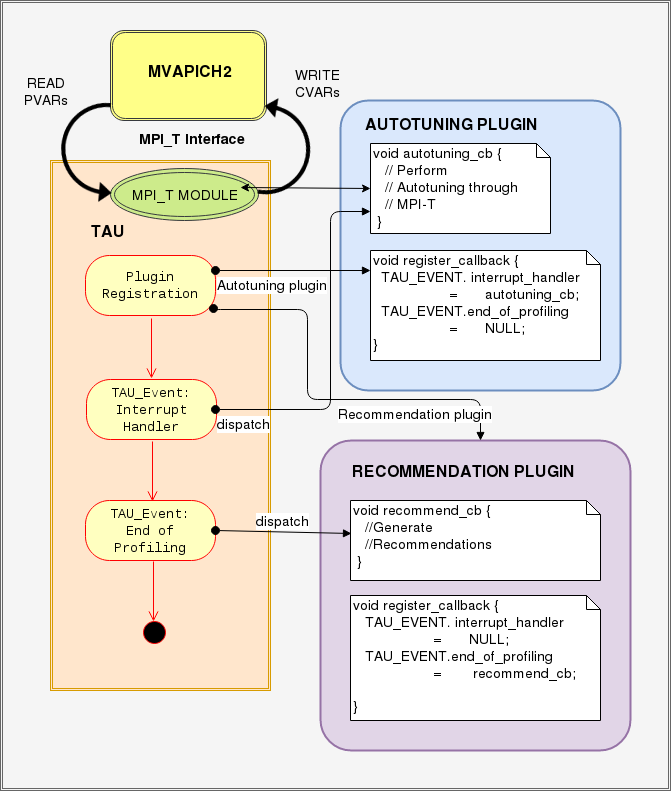 MVAPICH2
READ
PVARs
WRITE
CVARs
MPI_T Interface
MPI_T MODULE
TAU
Plugin
Registration
Autotuning plugin
TAU_Event:
Interrupt
Handler
dispatch
TAU_Event:
End of
Profiling
dispatch
Recommendation plugin
AUTOTUNING PLUGIN
void autotuning_cb {
// Perform
// Autotuning through
// MPI-T
}
void register_callback {
TAU_EVENT. interrupt_handler
= autotuning_cb;
TAU_EVENT.end_of_profiling
= NULL;
}
RECOMMENDATION PLUGIN
void recommend_cb {
//Generate
//Recommendations
}
void register_callback {
TAU_EVENT. interrupt_handler
= NULL;
TAU_EVENT.end_of_profiling
= recommend_cb;
}